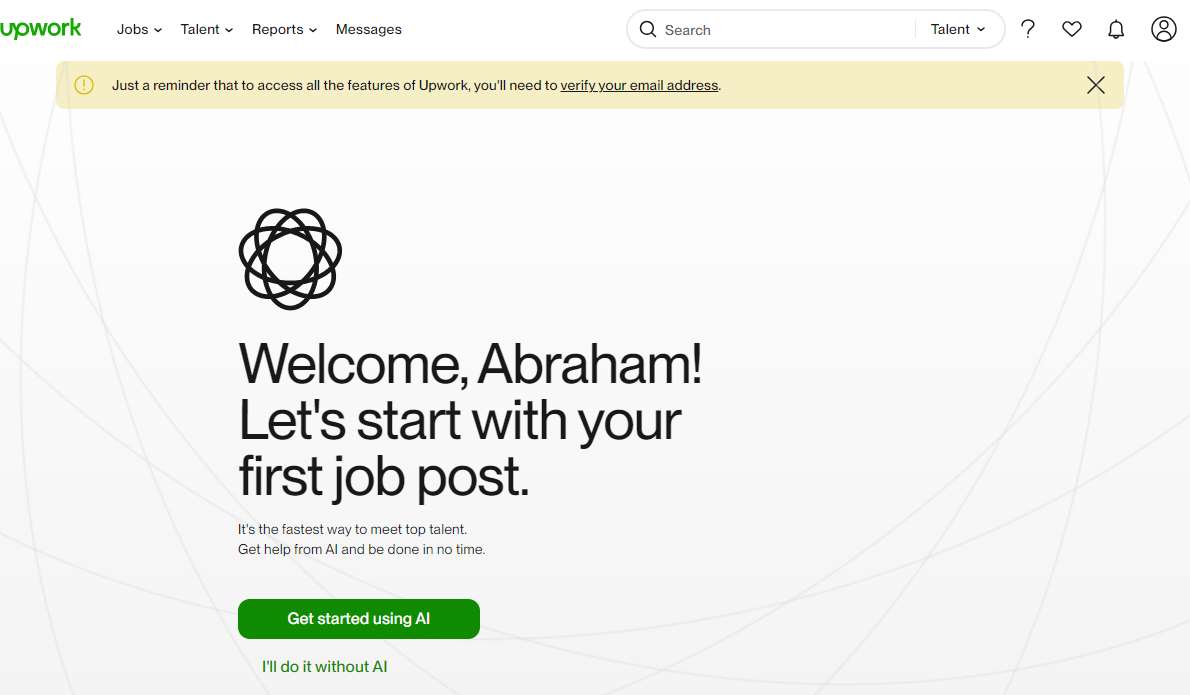 upwork Jobs Talent Reports Messages Search Talent
Just a reminder that to access all the features of Upwork, you'll need to verify your email address.
Welcome, Abraham!
Let's start with your
first job post.
It's the fastest way to meet top talent.
Get help from AI and be done in no time.
Get started using AI
I'll do it without AI